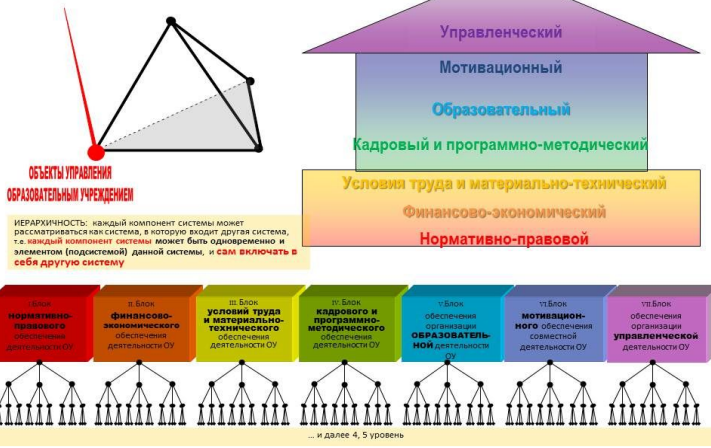 Управленческий
Мотивационный
Образовательный
Кадровый и программно-методический
Условия труда и материально-технический
Финансово-экономический
Нормативно-правовой
ОБЪЕКТЫ УПРАВЛЕНИЯ
ОБРАЗОВАТЕЛЬНЫМ УЧРЕЖДЕНИЕМ
ИЕРАРХИЧНОСТЬ: каждый компонент системы может
рассматриваться как система, в которую входит другая система,
т.е. каждый компонент системы может быть одновременно и
элементом (подсистемой) данной системы, и сам включать в
себя другую систему
I.Блок
нормативно-
правового
обеспечения
деятельности ОУ
II.Блок
финансово-
экономического
обеспечения
деятельности ОУ
III.Блок
условий труда
и материально-
технического
обеспечения
деятельности ОУ
IV.Блок
кадрового и
программно-
методического
обеспечения
деятельности ОУ
V.Блок
обеспечения
организации
ОБРАЗОВАТЕЛЬ-
НОЙ деятельности
ОУ
VI.Блок
мотивацион-
ного обеспечения
совместной
деятельности ОУ
VII.Блок
обеспечения
организации
управленческой
деятельности ОУ
... и далее 4, 5 уровень